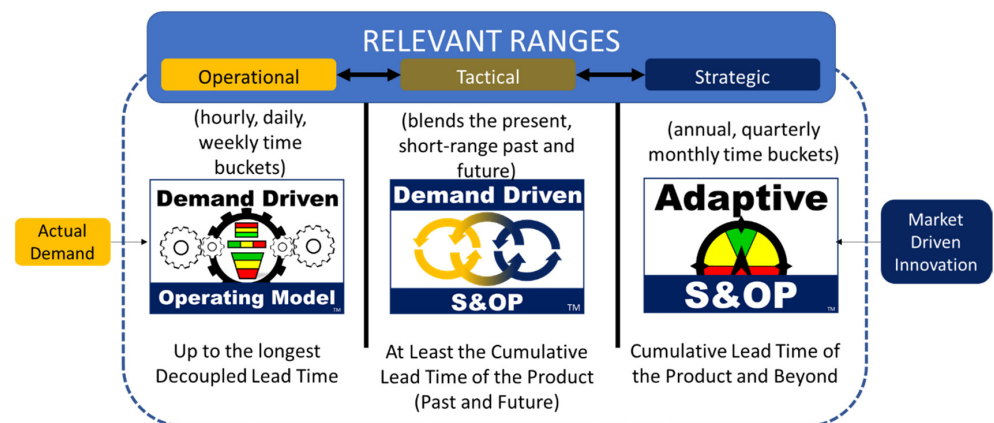 RELEVANT RANGES
Operational
Tactical
Strategic
(hourly, daily,
weekly time
buckets)
(blends the present,
short-range past and
future)
(annual, quarterly
monthly time buckets)
Demand Driven
Operating Model
TM
Demand Driven
S&OP
TM
Adaptive
S&OP
TM
Actual
Demand
Market
Driven
Innovation
Up to the longest
Decoupled Lead Time
At Least the Cumulative
Lead Time of the Product
(Past and Future)
Cumulative Lead Time of
the Product and Beyond